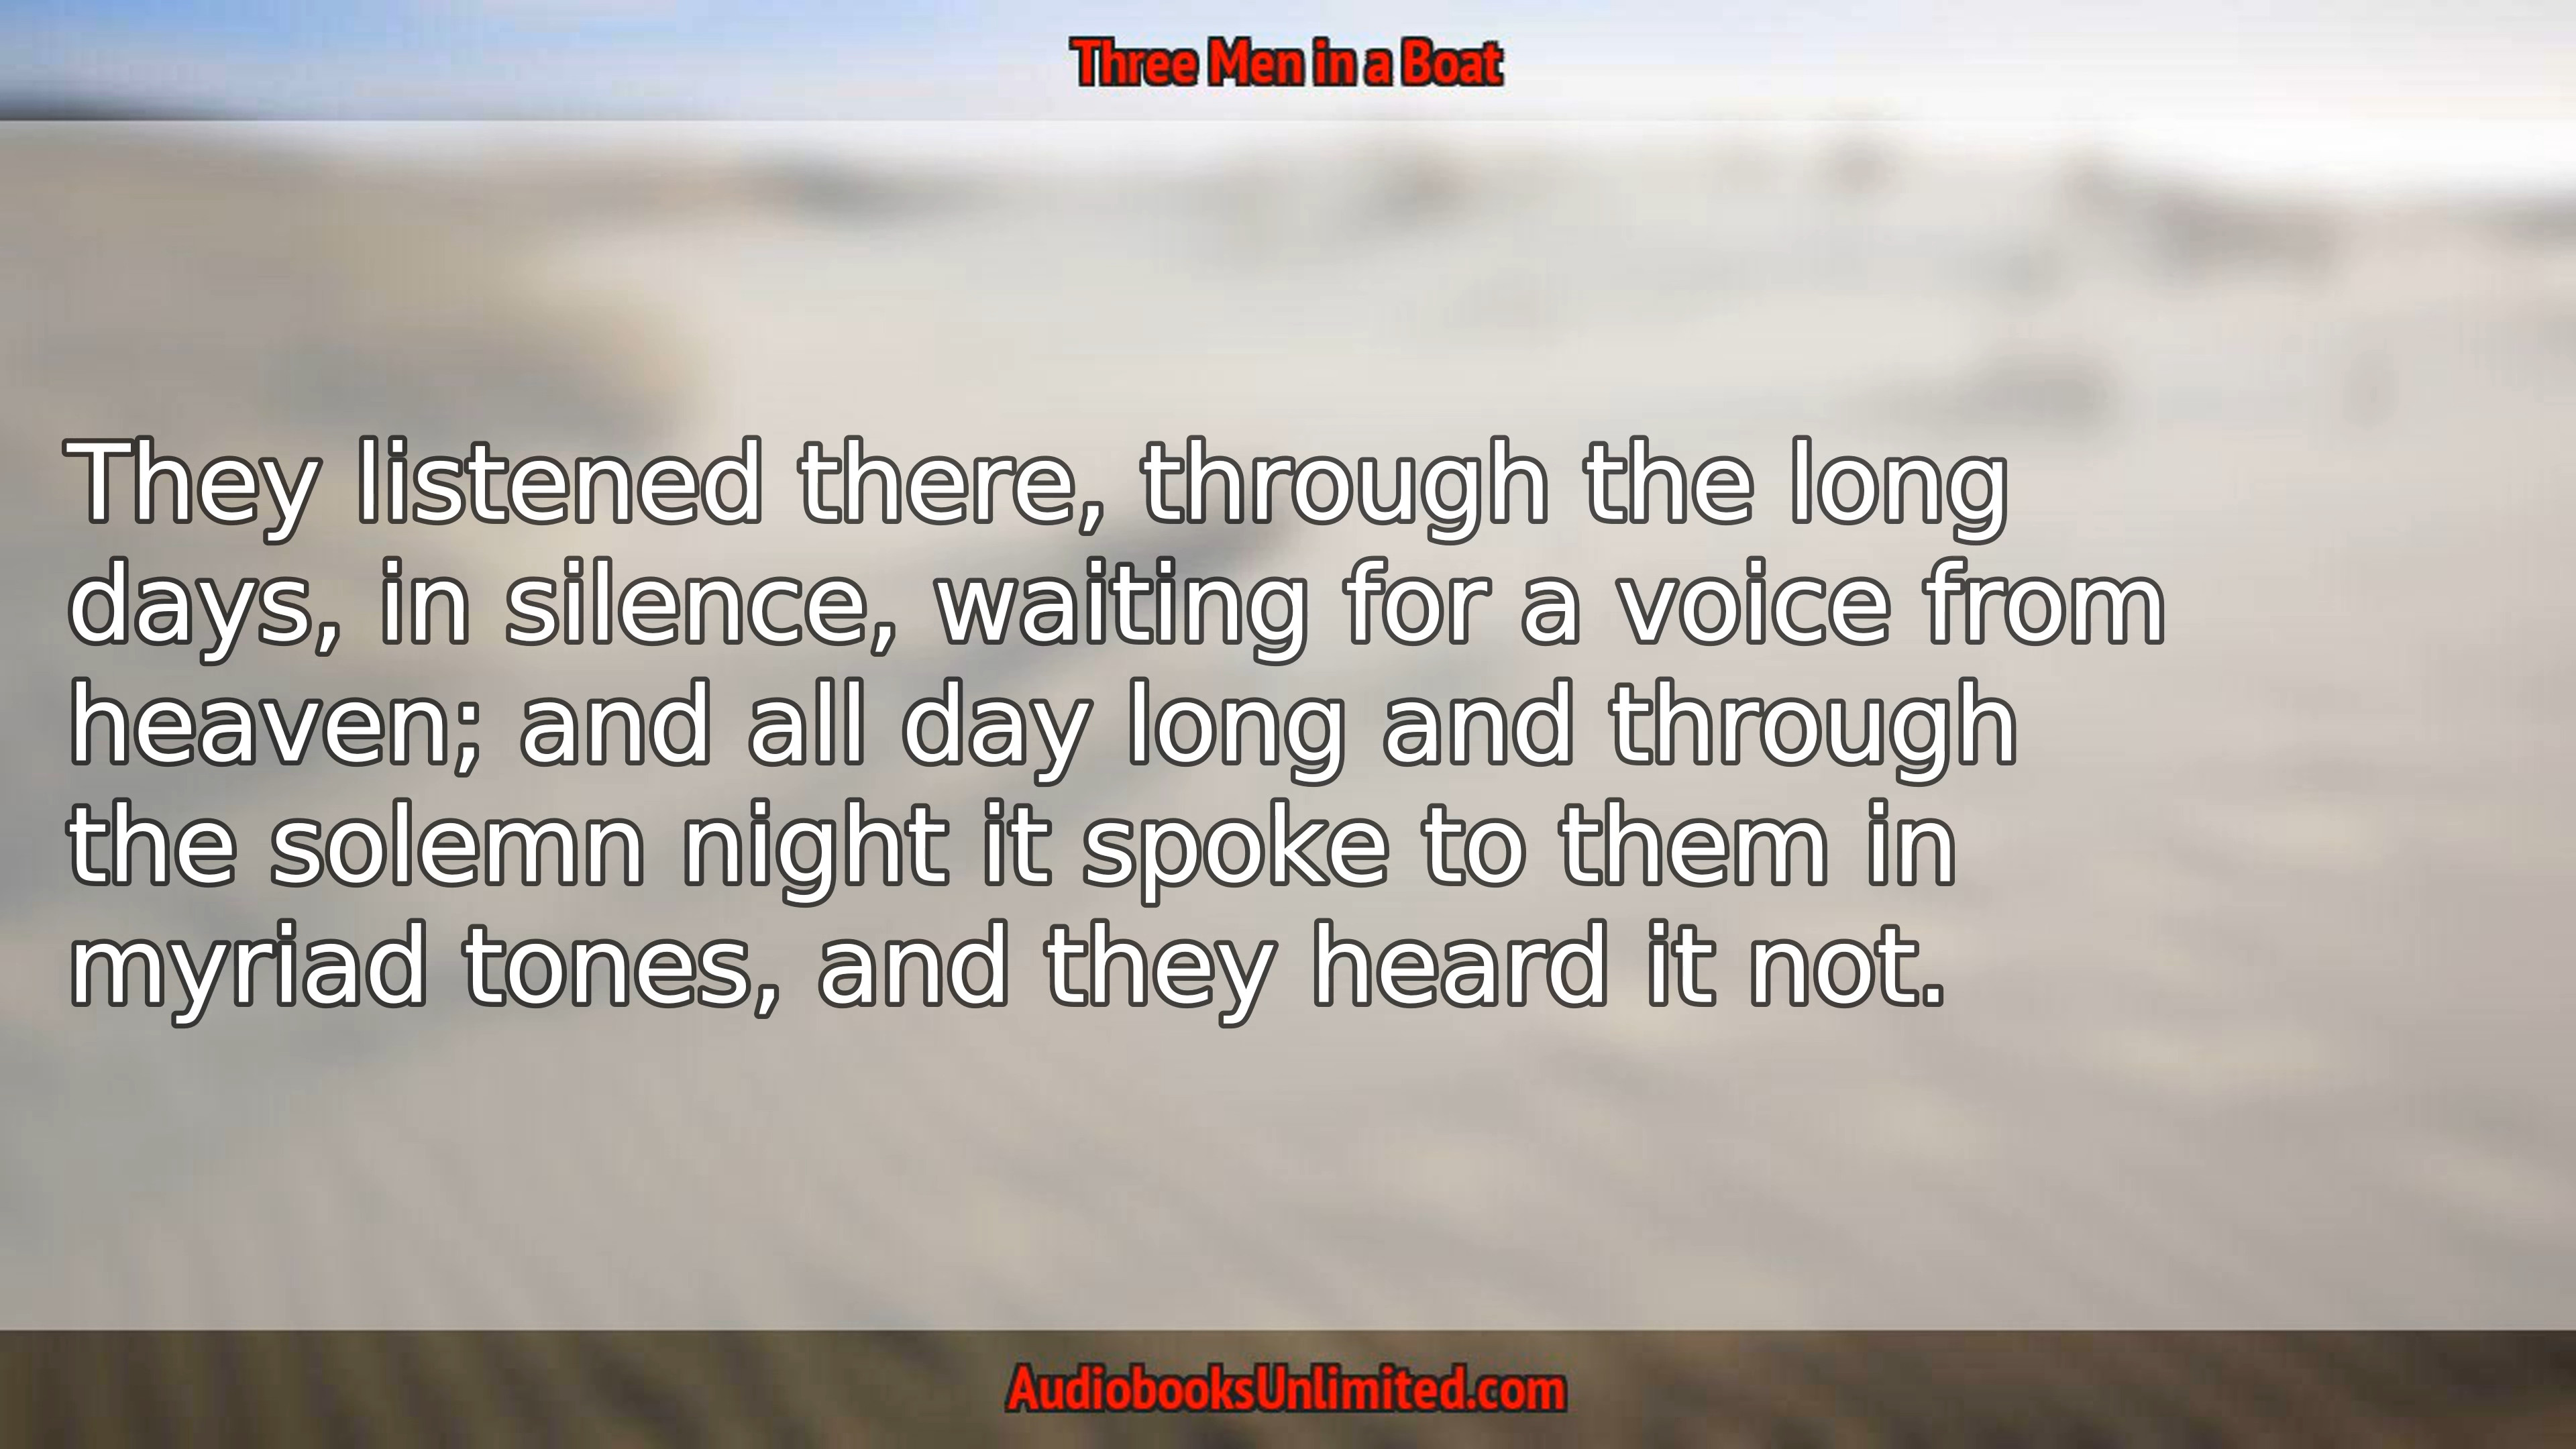 Three Men in a Boat
They listened there, through the long
days, in silence, waiting for a voice from
heaven; and all day long and through
the solemn night it spoke to them in
myriad tones, and they heard it not.
AudiobooksUnlimited.com